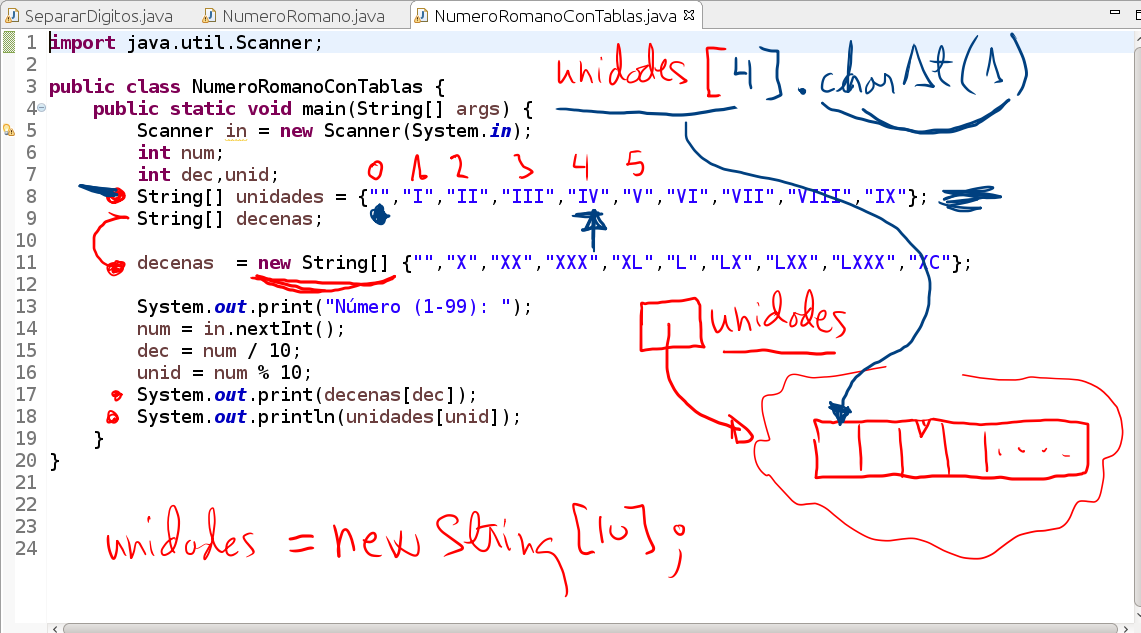 SepararDigitos.java NumeroRomano.java NumeroRomanoConTablas.java
1 import java.util.Scanner;
2
3 public class NumeroRomanoConTablas {
unidades [4].charAt(1)
4 public static void main(String[] args) {
5 Scanner in = new Scanner(System.in);
6 int num;
7 int dec,unid;
0 1 2 3 4 5
8 String[] unidades = {"","I","II","III","IV","V","VI","VII","VIII","IX"};
9 String[] decenas;
10
11 decenas = new String[] {"","X","XX","XXX","XL","L","LX","LXX","LXXX","XC"};
12
13 System.out.print("Número (1-99): ");
unidades
14 num = in.nextInt();
15 dec = num / 10;
16 unid = num % 10;
17 System.out.print(decenas[dec]);
18 System.out.println(unidades[unid]);
19 }
20 }
21
22
23
24
unidades = new String [10];